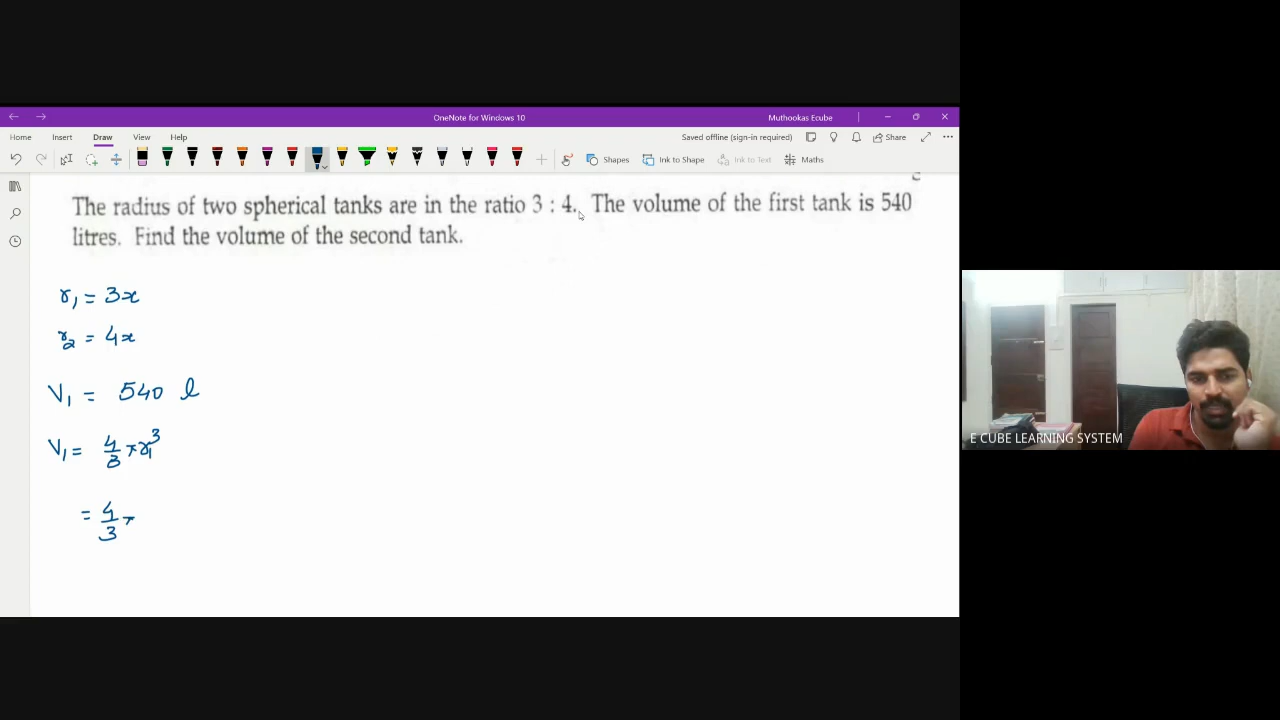 OneNote for Windows 10
Muthookas Ecube
Home Insert Draw View Help
Saved offline (sign-in required)
Share
Shapes
Ink to Shape
Ink to Text
Maths
The radius of two spherical tanks are in the ratio 3 : 4. The volume of the first tank is 540
litres. Find the volume of the second tank.
r₁ = 3x
r₂ = 4x
V₁ = 540 l
V₁ = 4/3 πr₁³
= 4/3 π
E CUBE LEARNING SYSTEM